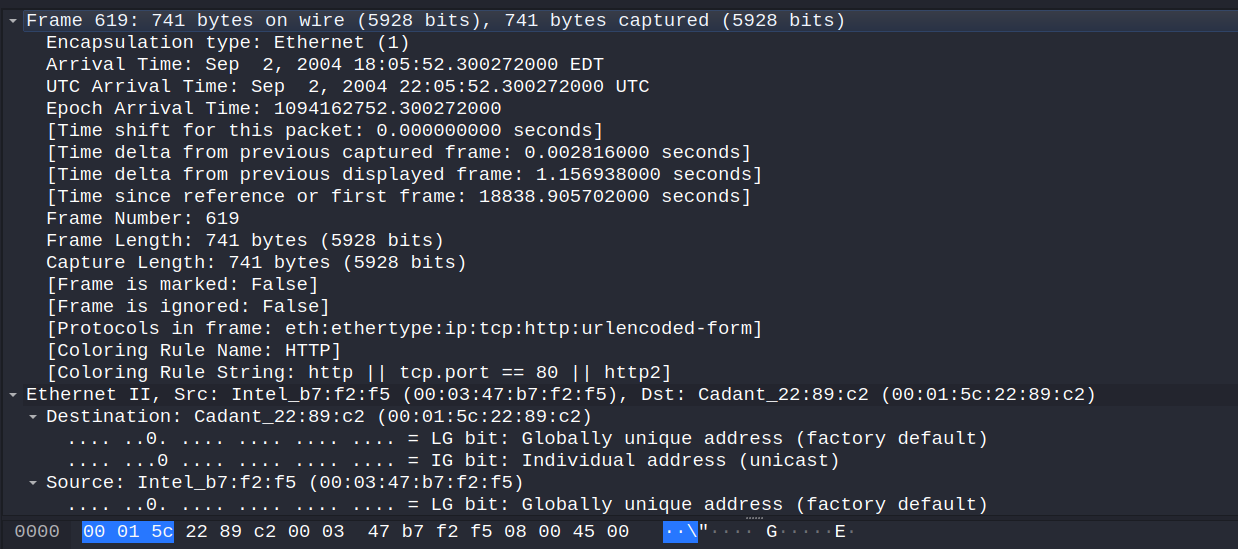 Frame 619: 741 bytes on wire (5928 bits), 741 bytes captured (5928 bits)
Encapsulation type: Ethernet (1)
Arrival Time: Sep  2, 2004 18:05:52.300272000 EDT
UTC Arrival Time: Sep  2, 2004 22:05:52.300272000 UTC
Epoch Arrival Time: 1094162752.300272000
[Time shift for this packet: 0.000000000 seconds]
[Time delta from previous captured frame: 0.002816000 seconds]
[Time delta from previous displayed frame: 1.156938000 seconds]
[Time since reference or first frame: 18838.905702000 seconds]
Frame Number: 619
Frame Length: 741 bytes (5928 bits)
Capture Length: 741 bytes (5928 bits)
[Frame is marked: False]
[Frame is ignored: False]
[Protocols in frame: eth:ethertype:ip:tcp:http:urlencoded-form]
[Coloring Rule Name: HTTP]
[Coloring Rule String: http || tcp.port == 80 || http2]
Ethernet II, Src: Intel_b7:f2:f5 (00:03:47:b7:f2:f5), Dst: Cadant_22:89:c2 (00:01:5c:22:89:c2)
Destination: Cadant_22:89:c2 (00:01:5c:22:89:c2)
.... ..0. .... .... .... .... = LG bit: Globally unique address (factory default)
.... ...0 .... .... .... .... = IG bit: Individual address (unicast)
Source: Intel_b7:f2:f5 (00:03:47:b7:f2:f5)
.... ..0. .... .... .... .... = LG bit: Globally unique address (factory default)
0000  00 01 5c 22 89 c2 00 03  47 b7 f2 f5 08 00 45 00  ··\"···· G·····E·